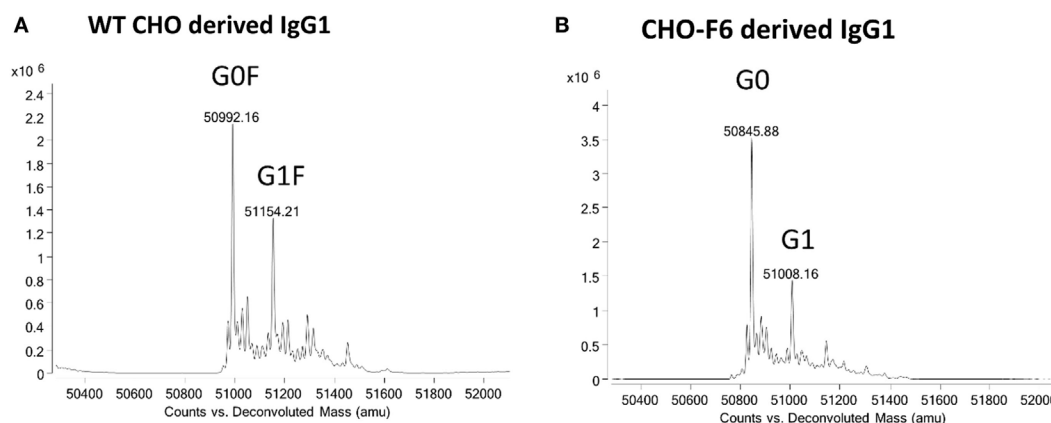 A
WT CHO derived IgG1
x10 6
G0F
50992.16
G1F
51154.21
2.4
2.2
2
1.8
1.6
1.4
1.2
1
0.8
0.6
0.4
0.2
0
50400 50600 50800 51000 51200 51400 51600 51800 52000
Counts vs. Deconvoluted Mass (amu)
B
CHO-F6 derived IgG1
x10 6
G0
50845.88
G1
51008.16
4
3.5
3
2.5
2
1.5
1
0.5
0
50400 50600 50800 51000 51200 51400 51600 51800 52000
Counts vs. Deconvoluted Mass (amu)